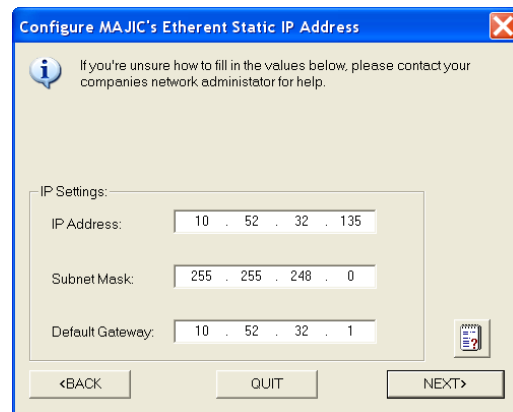 Configure MAJIC's Etherent Static IP Address
If you're unsure how to fill in the values below, please contact your
companies network administator for help.
IP Settings:
IP Address: 10 . 52 . 32 . 135
Subnet Mask: 255 . 255 . 248 . 0
Default Gateway: 10 . 52 . 32 . 1
<BACK QUIT NEXT>